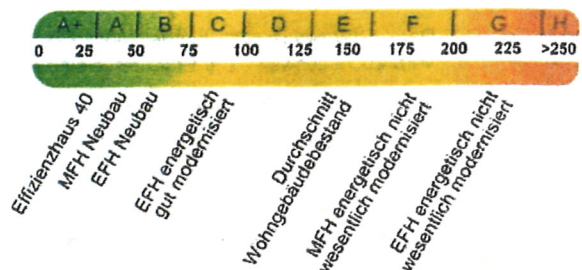 A+ A B C D E F G H
0 25 50 75 100 125 150 175 200 225 >250
Effizienzhaus 40
MFH Neubau
EFH Neubau
EFH energetisch
gut modernisiert
Durchschnitt
Wohngebäudebestand
MFH energetisch nicht
wesentlich modernisiert
EFH energetisch nicht
wesentlich modernisiert